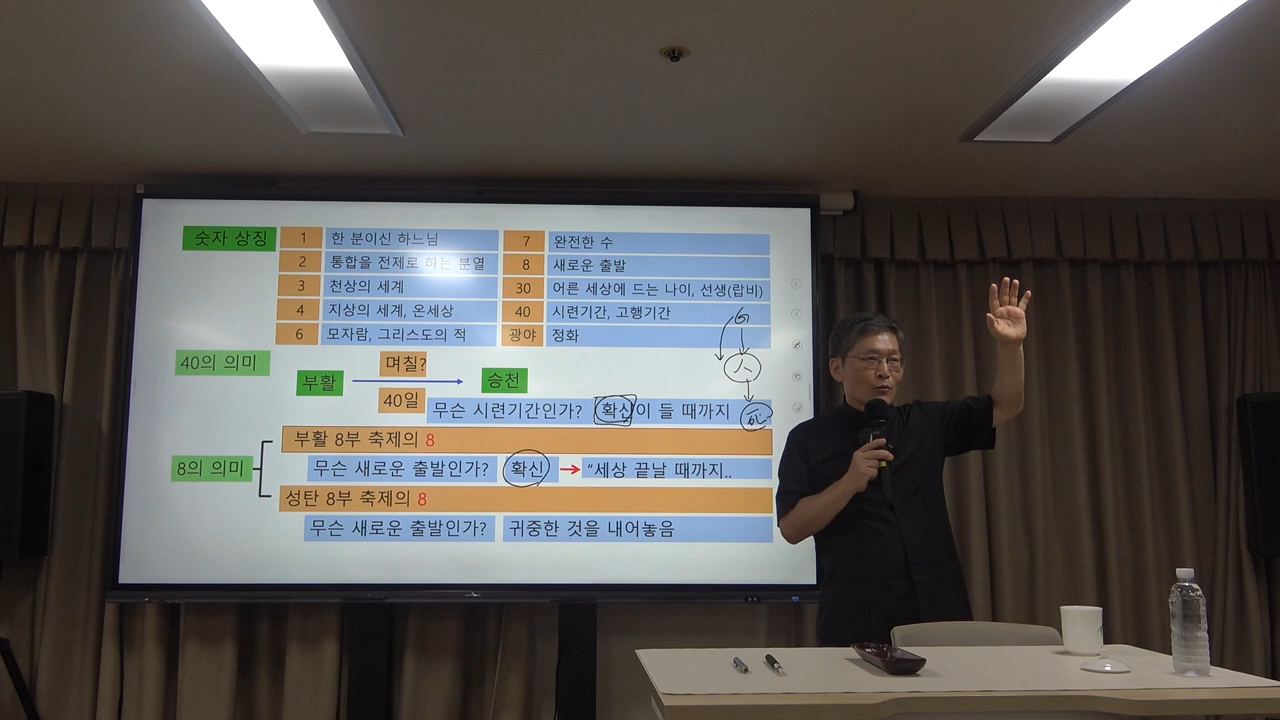 숫자 상징
1 한 분이신 하느님 7 완전한 수
2 통합을 전제로 하는 분열 8 새로운 출발
3 천상의 세계 30 어른 세상에 드는 나이, 선생(랍비)
4 지상의 세계, 온세상 40 시련기간, 고행기간
6 모자람, 그리스도의 적 광야 정화
G
人
死
40의 의미
며칠?
부활 승천
40일
무슨 시련기간인가? 확신이 들 때까지
부활 8부 축제의 8
8의 의미
무슨 새로운 출발인가? 확신 "세상 끝날 때까지..
성탄 8부 축제의 8
무슨 새로운 출발인가? 귀중한 것을 내어놓음